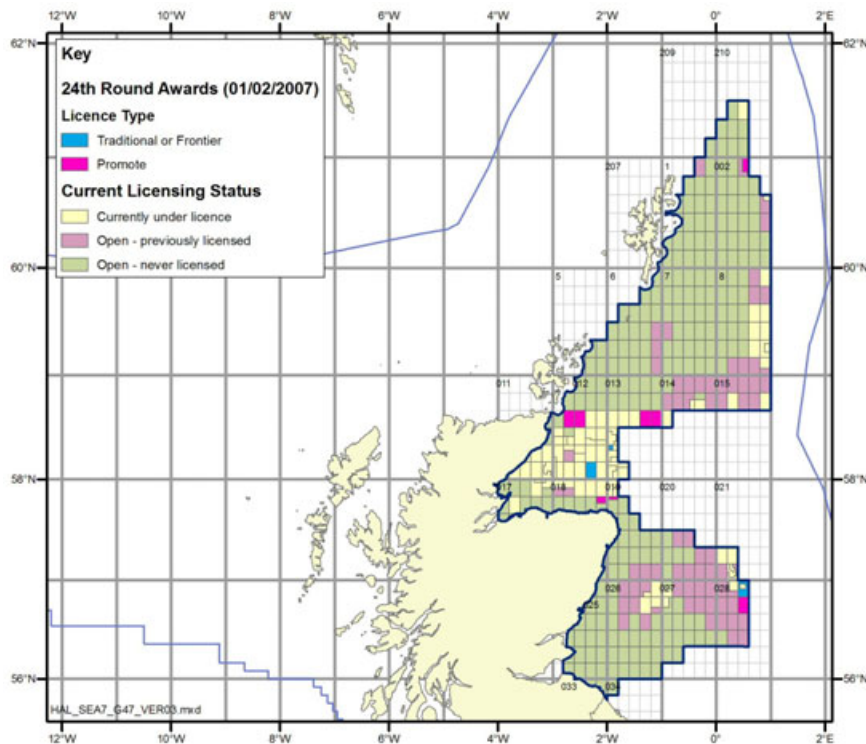 12°W 10°W 8°W 6°W 4°W 2°W 0° 2°E
62°N 62°N
Key
24th Round Awards (01/02/2007)
Licence Type
Traditional or Frontier
Promote
Current Licensing Status
Currently under licence
Open - previously licensed
Open - never licensed
209 210
207 1 002
60°N 60°N
5 6 7 8
011 012 013 014 015
58°N 58°N
017 018 019 020 021
026 027 028
025
56°N 56°N
033
HAL_SEA7_G47_VER03.mxd
12°W 10°W 8°W 6°W 4°W 2°W 0° 2°E